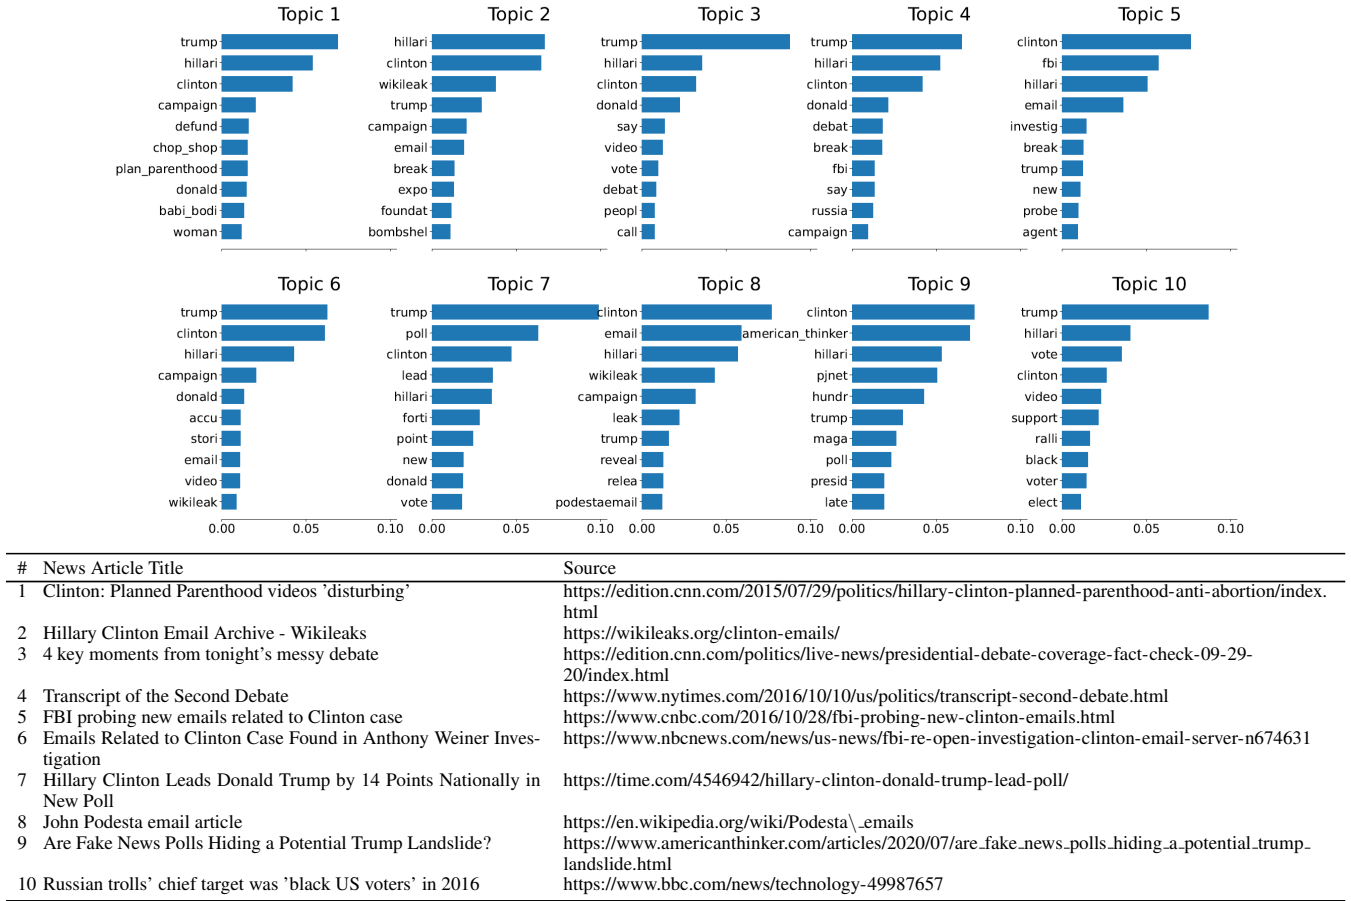 Topic 1
trump
hillari
clinton
campaign
defund
chop_shop
plan_parenthood
donald
babi_bodi
woman
Topic 2
hillari
clinton
wikileak
trump
campaign
email
break
expo
foundat
bombshel
Topic 3
trump
hillari
clinton
donald
say
video
vote
debat
peopl
call
Topic 4
trump
hillari
clinton
donald
debat
break
fbi
say
russia
campaign
Topic 5
clinton
fbi
hillari
email
investig
break
trump
new
probe
agent
Topic 6
trump
clinton
hillari
campaign
donald
accu
stori
email
video
wikileak
0.00 0.05 0.10
Topic 7
trump
poll
clinton
lead
hillari
forti
point
new
donald
vote
0.00 0.05 0.10
Topic 8
clinton
email
hillari
wikileak
campaign
leak
trump
reveal
relea
podestaemail
0.00 0.05 0.10
Topic 9
clinton
american_thinker
hillari
pjnet
hundr
trump
maga
poll
presid
late
0.00 0.05 0.10
Topic 10
trump
hillari
vote
clinton
video
support
ralli
black
voter
elect
0.00 0.05 0.10
# News Article Title Source
1 Clinton: Planned Parenthood videos ’disturbing’ https://edition.cnn.com/2015/07/29/politics/hillary-clinton-planned-parenthood-anti-abortion/index.
html
2 Hillary Clinton Email Archive - Wikileaks https://wikileaks.org/clinton-emails/
3 4 key moments from tonight’s messy debate https://edition.cnn.com/politics/live-news/presidential-debate-coverage-fact-check-09-29-
20/index.html
4 Transcript of the Second Debate https://www.nytimes.com/2016/10/10/us/politics/transcript-second-debate.html
5 FBI probing new emails related to Clinton case https://www.cnbc.com/2016/10/28/fbi-probing-new-clinton-emails.html
6 Emails Related to Clinton Case Found in Anthony Weiner Inves- https://www.nbcnews.com/news/us-news/fbi-re-open-investigation-clinton-email-server-n674631
tigation
7 Hillary Clinton Leads Donald Trump by 14 Points Nationally in https://time.com/4546942/hillary-clinton-donald-trump-lead-poll/
New Poll
8 John Podesta email article https://en.wikipedia.org/wiki/Podesta\_emails
9 Are Fake News Polls Hiding a Potential Trump Landslide? https://www.americanthinker.com/articles/2020/07/are_fake_news_polls_hiding_a_potential_trump_
landslide.html
10 Russian trolls’ chief target was ’black US voters’ in 2016 https://www.bbc.com/news/technology-49987657